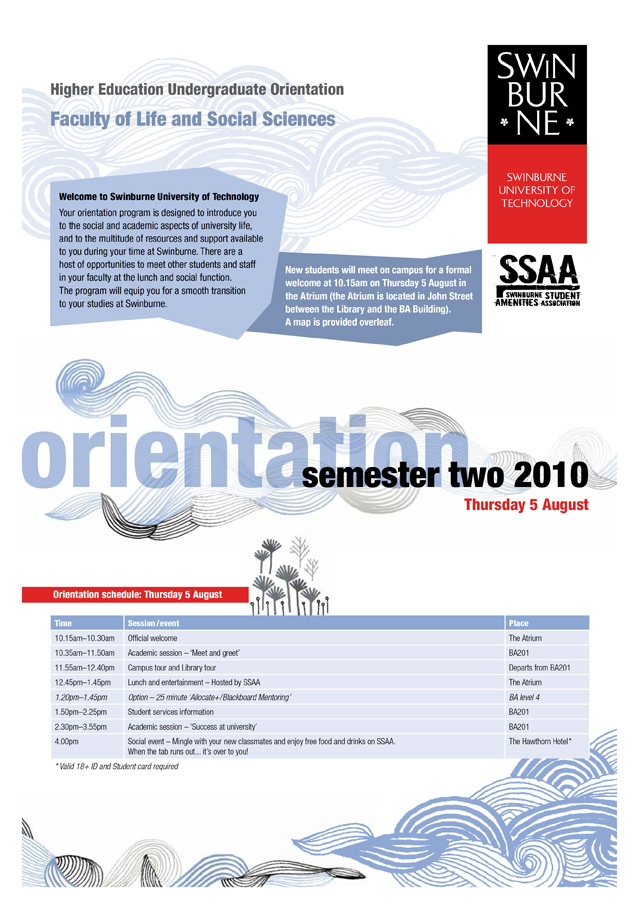 Higher Education Undergraduate Orientation
Faculty of Life and Social Sciences
SWIN
BUR
* NE *
SWINBURNE
UNIVERSITY OF
TECHNOLOGY
Welcome to Swinburne University of Technology
Your orientation program is designed to introduce you
to the social and academic aspects of university life,
and to the multitude of resources and support available
to you during your time at Swinburne. There are a
host of opportunities to meet other students and staff
in your faculty at the lunch and social function.
The program will equip you for a smooth transition
to your studies at Swinburne.
New students will meet on campus for a formal
welcome at 10.15am on Thursday 5 August in
the Atrium (the Atrium is located in John Street
between the Library and the BA Building).
A map is provided overleaf.
SSAA
SWINBURNE STUDENT
AMENITIES ASSOCIATION
orientation
semester two 2010
Thursday 5 August
Orientation schedule: Thursday 5 August
Time Session/event Place
10.15am–10.30am Official welcome The Atrium
10.35am–11.50am Academic session – ‘Meet and greet’ BA201
11.55am–12.40pm Campus tour and Library tour Departs from BA201
12.45pm–1.45pm Lunch and entertainment – Hosted by SSAA The Atrium
1.20pm–1.45pm Option – 25 minute ‘Allocate+/Blackboard Mentoring’ BA level 4
1.50pm–2.25pm Student services information BA201
2.30pm–3.55pm Academic session – ‘Success at university’ BA201
4.00pm Social event – Mingle with your new classmates and enjoy free food and drinks on SSAA. The Hawthorn Hotel*
When the tab runs out... it’s over to you!
*Valid 18+ ID and Student card required